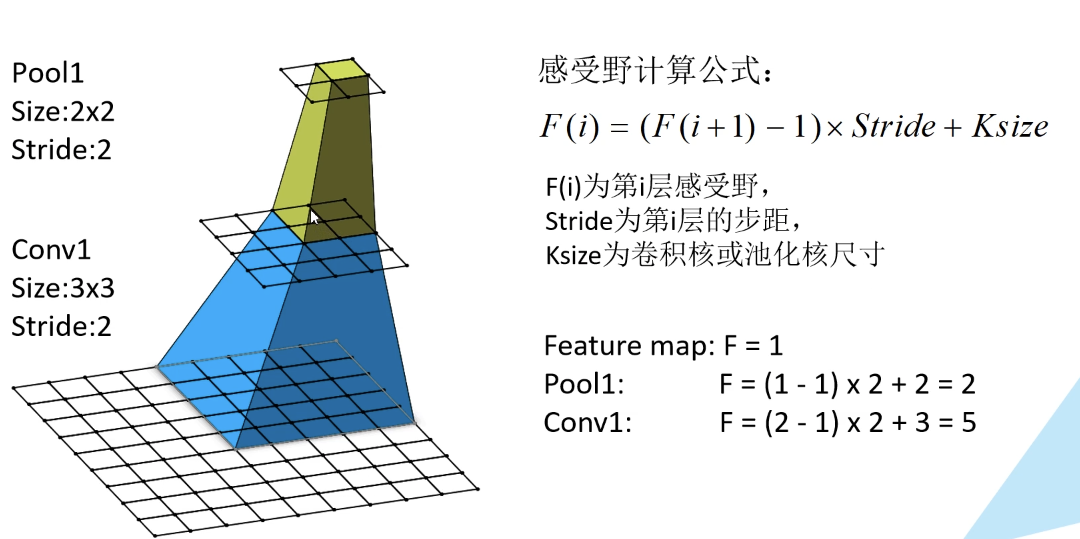 Pool1
Size:2x2
Stride:2
Conv1
Size:3x3
Stride:2
感受野计算公式：
F(i) = (F(i+1) − 1)× Stride + Ksize
F(i)为第i层感受野，
Stride为第i层的步距，
Ksize为卷积核或池化核尺寸
Feature map: F = 1
Pool1: F = (1 - 1) x 2 + 2 = 2
Conv1: F = (2 - 1) x 2 + 3 = 5